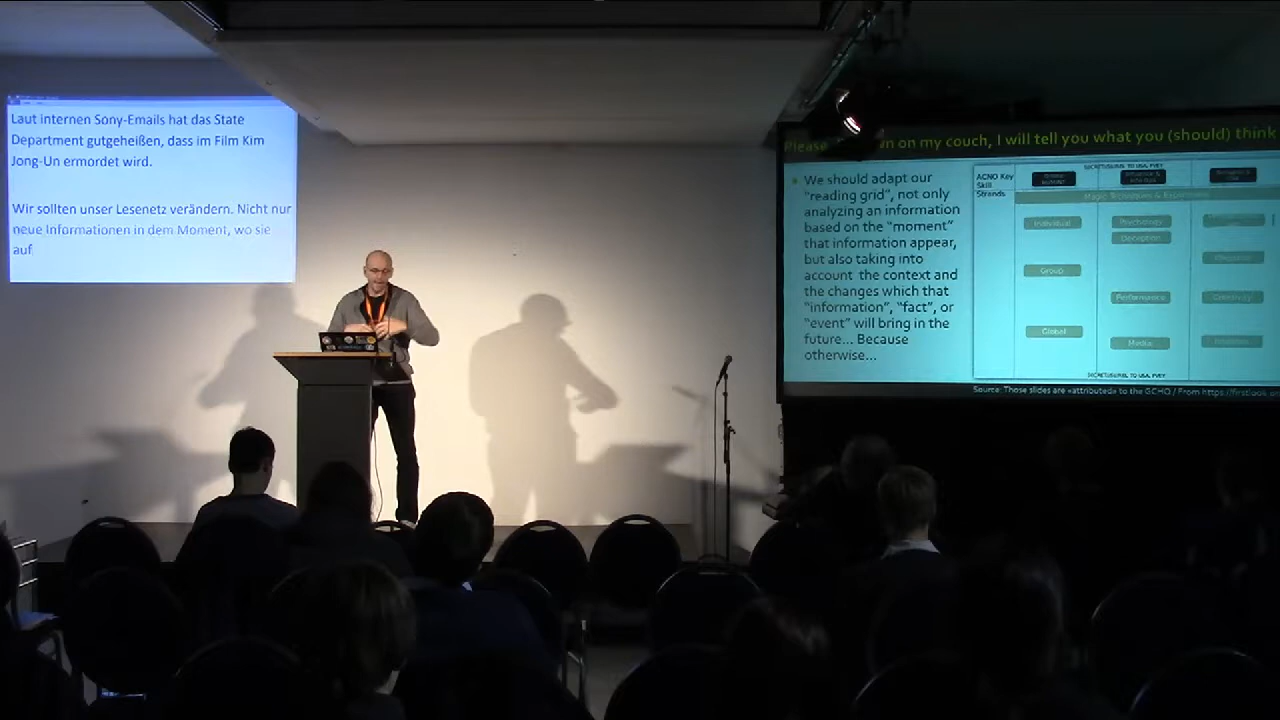 Laut internen Sony-Emails hat das State
Department gutgeheißen, dass im Film Kim
Jong-Un ermordet wird.
Wir sollten unser Lesenetz verändern. Nicht nur
neue Informationen in dem Moment, wo sie
auf
Please on my couch, I will tell you what you (should) think
We should adapt our
"reading grid", not only
analyzing an information
based on the "moment"
that information appear,
but also taking into
account the context and
the changes which that
"information", "fact", or
"event" will bring in the
future... Because
otherwise...
ACNO Key
Skill
Strands
Individual
Psychology
Deception
Group
Performance
Global
Media
Source: Those slides are «attributed» to the GCHQ / From https://firstlook.o